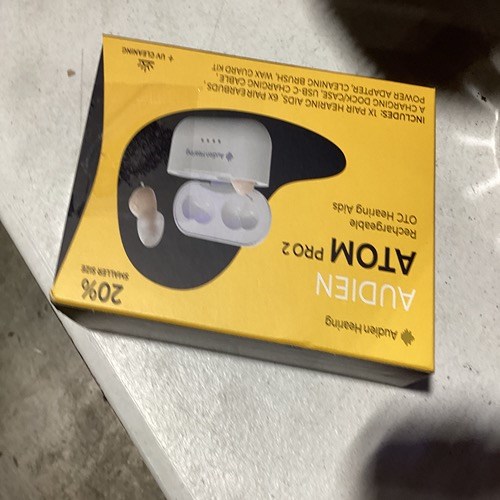 Audien Hearing
AUDIEN
ATOM PRO 2
Rechargeable
OTC Hearing Aids
20%
SMALLER SIZE
AudienHearing
INCLUDES: 1X PAIR HEARING AIDS, 6X PAIR EARBUDS,
A CHARGING DOCK/CASE, USB-C CHARGING CABLE,
POWER ADAPTER, CLEANING BRUSH, WAX GUARD KIT
+ UV CLEANING